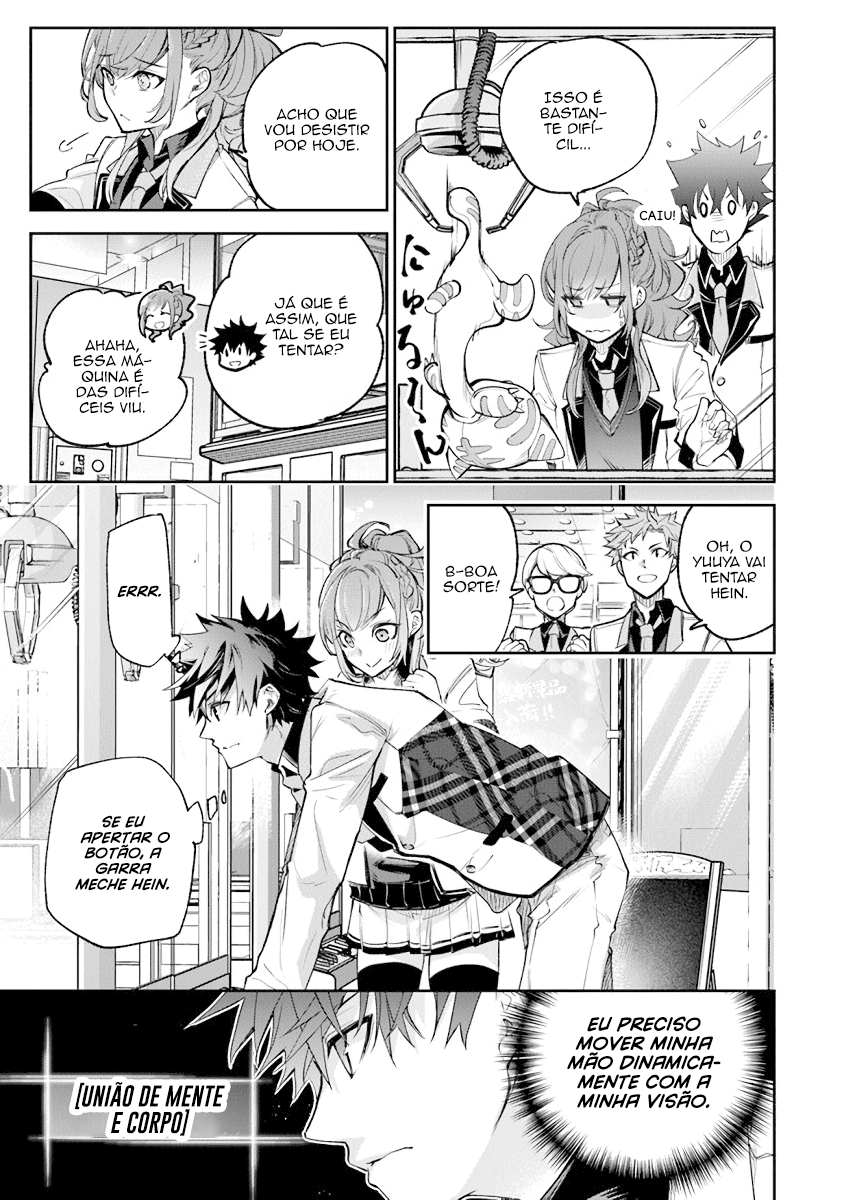 ISSO É
BASTAN-
TE DIFÍ-
CIL...
CAIU!
にゅる〜ん
ACHO QUE
VOU DESISTIR
POR HOJE.
JÁ QUE É
ASSIM, QUE
TAL SE EU
TENTAR?
AHAHA,
ESSA MÁ-
QUINA É
DAS DIFÍ-
CEIS VIU.
OH, O
YUUYA VAI
TENTAR
HEIN.
B-BOA
SORTE!
ERRR.
SE EU
APERTAR O
BOTÃO, A
GARRA
MECHE HEIN.
EU PRECISO
MOVER MINHA
MÃO DINAMICA-
MENTE COM A
MINHA VISÃO.
[UNIÃO DE MENTE
E CORPO]